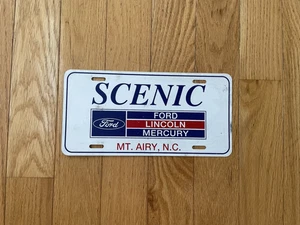 SCENIC
Ford
FORD
LINCOLN
MERCURY
MT. AIRY, N.C.